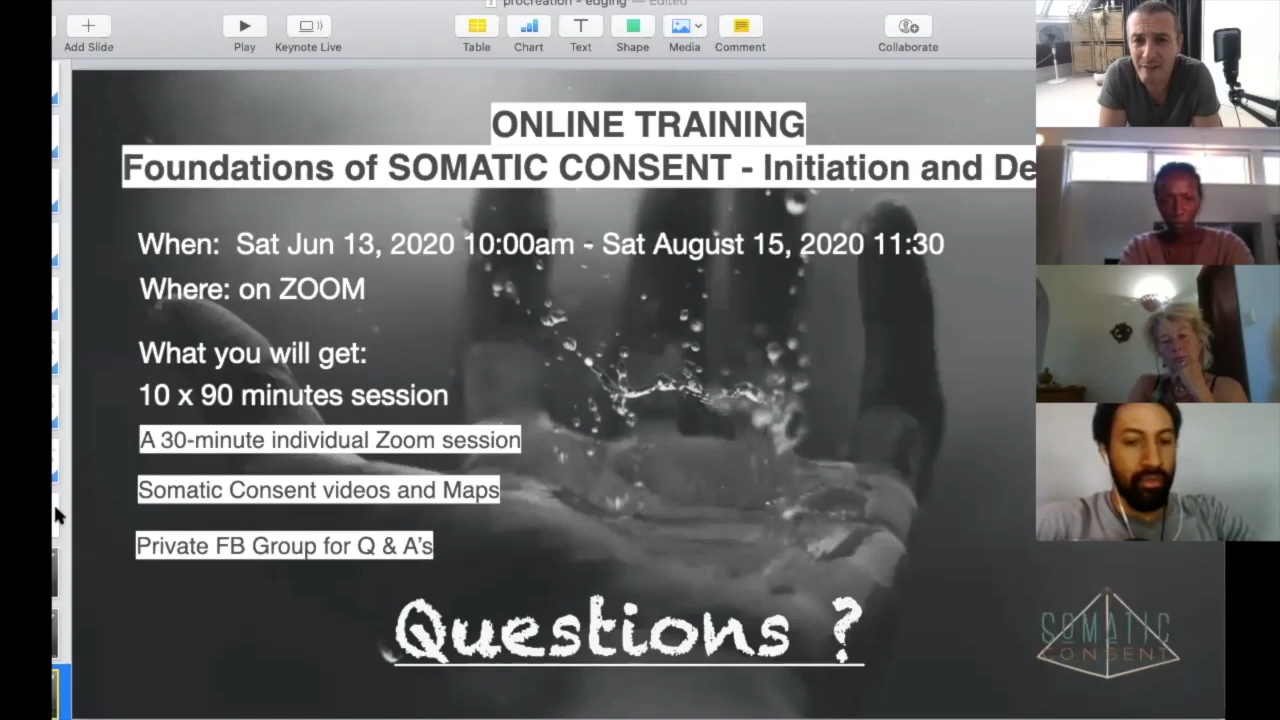 procreation - edging — Edited
Add Slide
Play
Keynote Live
Table
Chart
Text
Shape
Media
Comment
Collaborate
ONLINE TRAINING
Foundations of SOMATIC CONSENT - Initiation and De
When: Sat Jun 13, 2020 10:00am - Sat August 15, 2020 11:30
Where: on ZOOM
What you will get:
10 x 90 minutes session
A 30-minute individual Zoom session
Somatic Consent videos and Maps
Private FB Group for Q & A's
Questions ?
SOMATIC
CONSENT